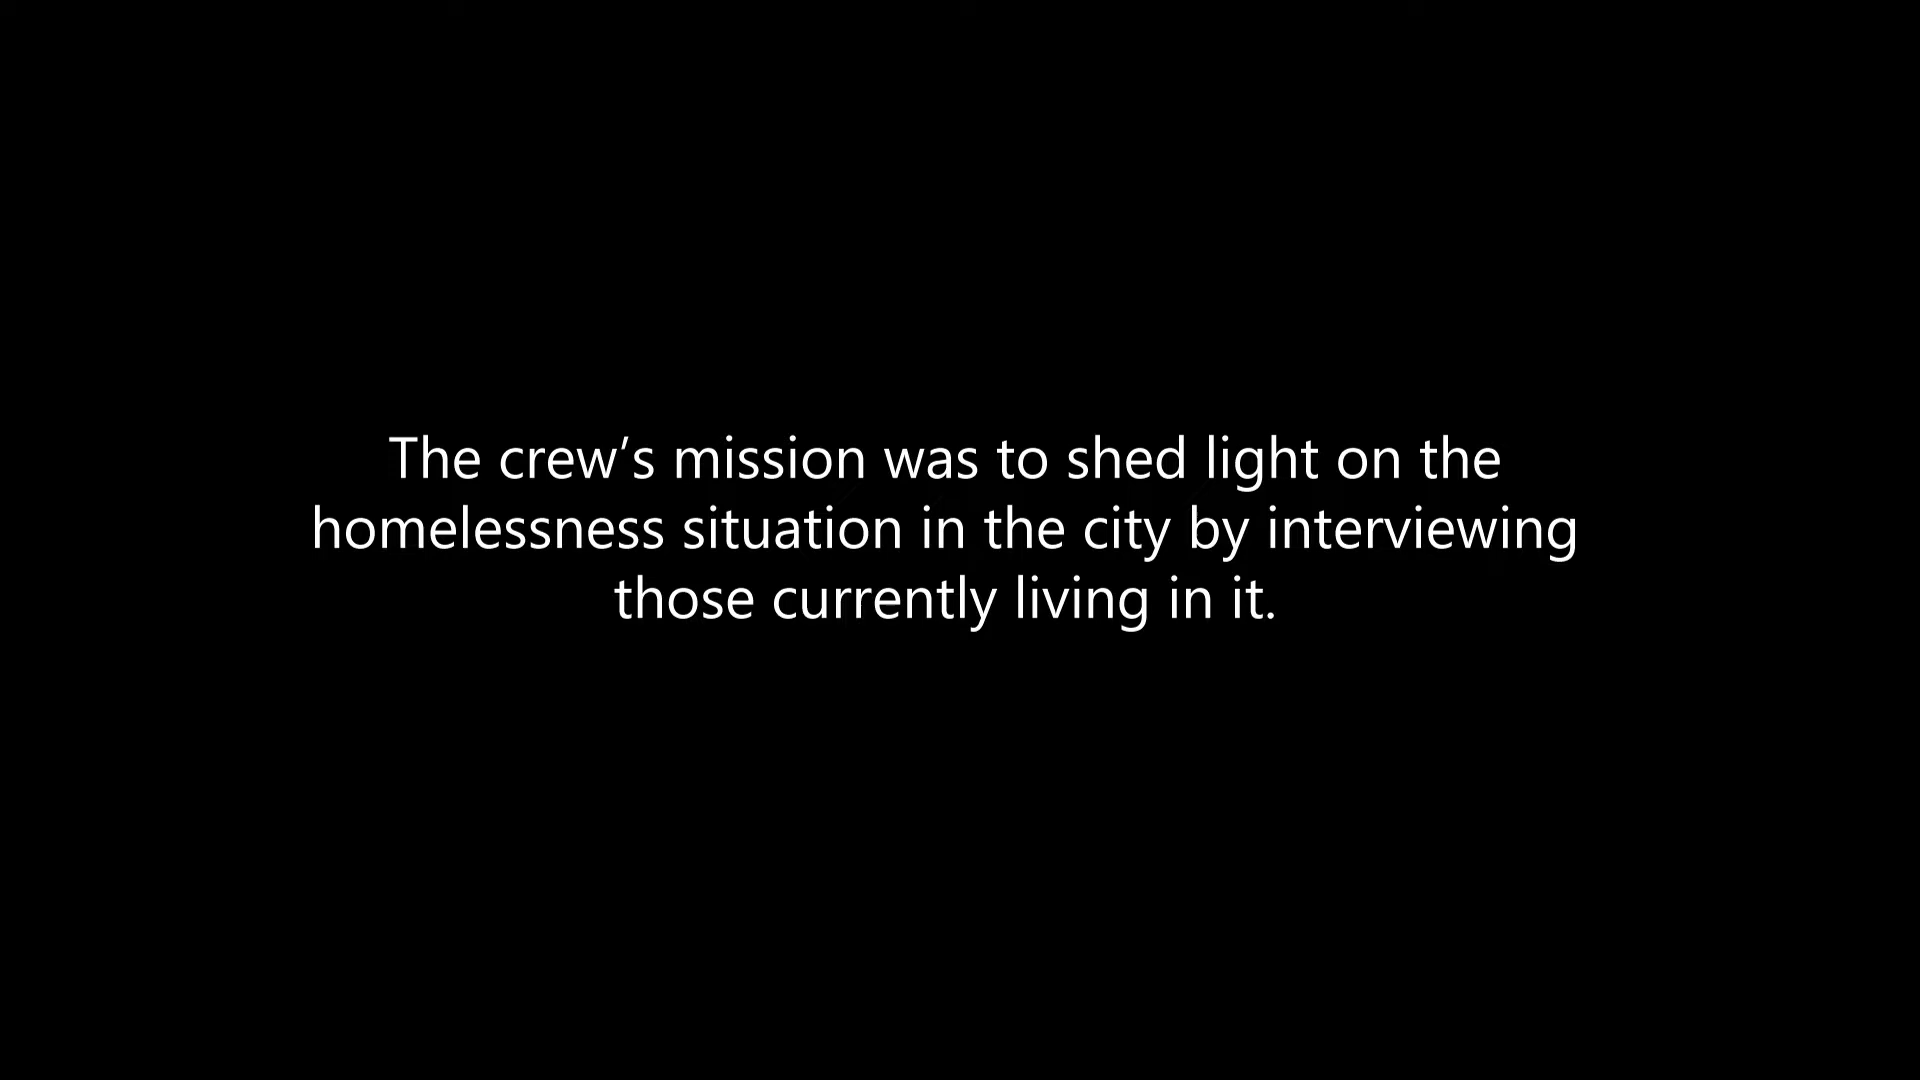 The crew’s mission was to shed light on the
homelessness situation in the city by interviewing
those currently living in it.